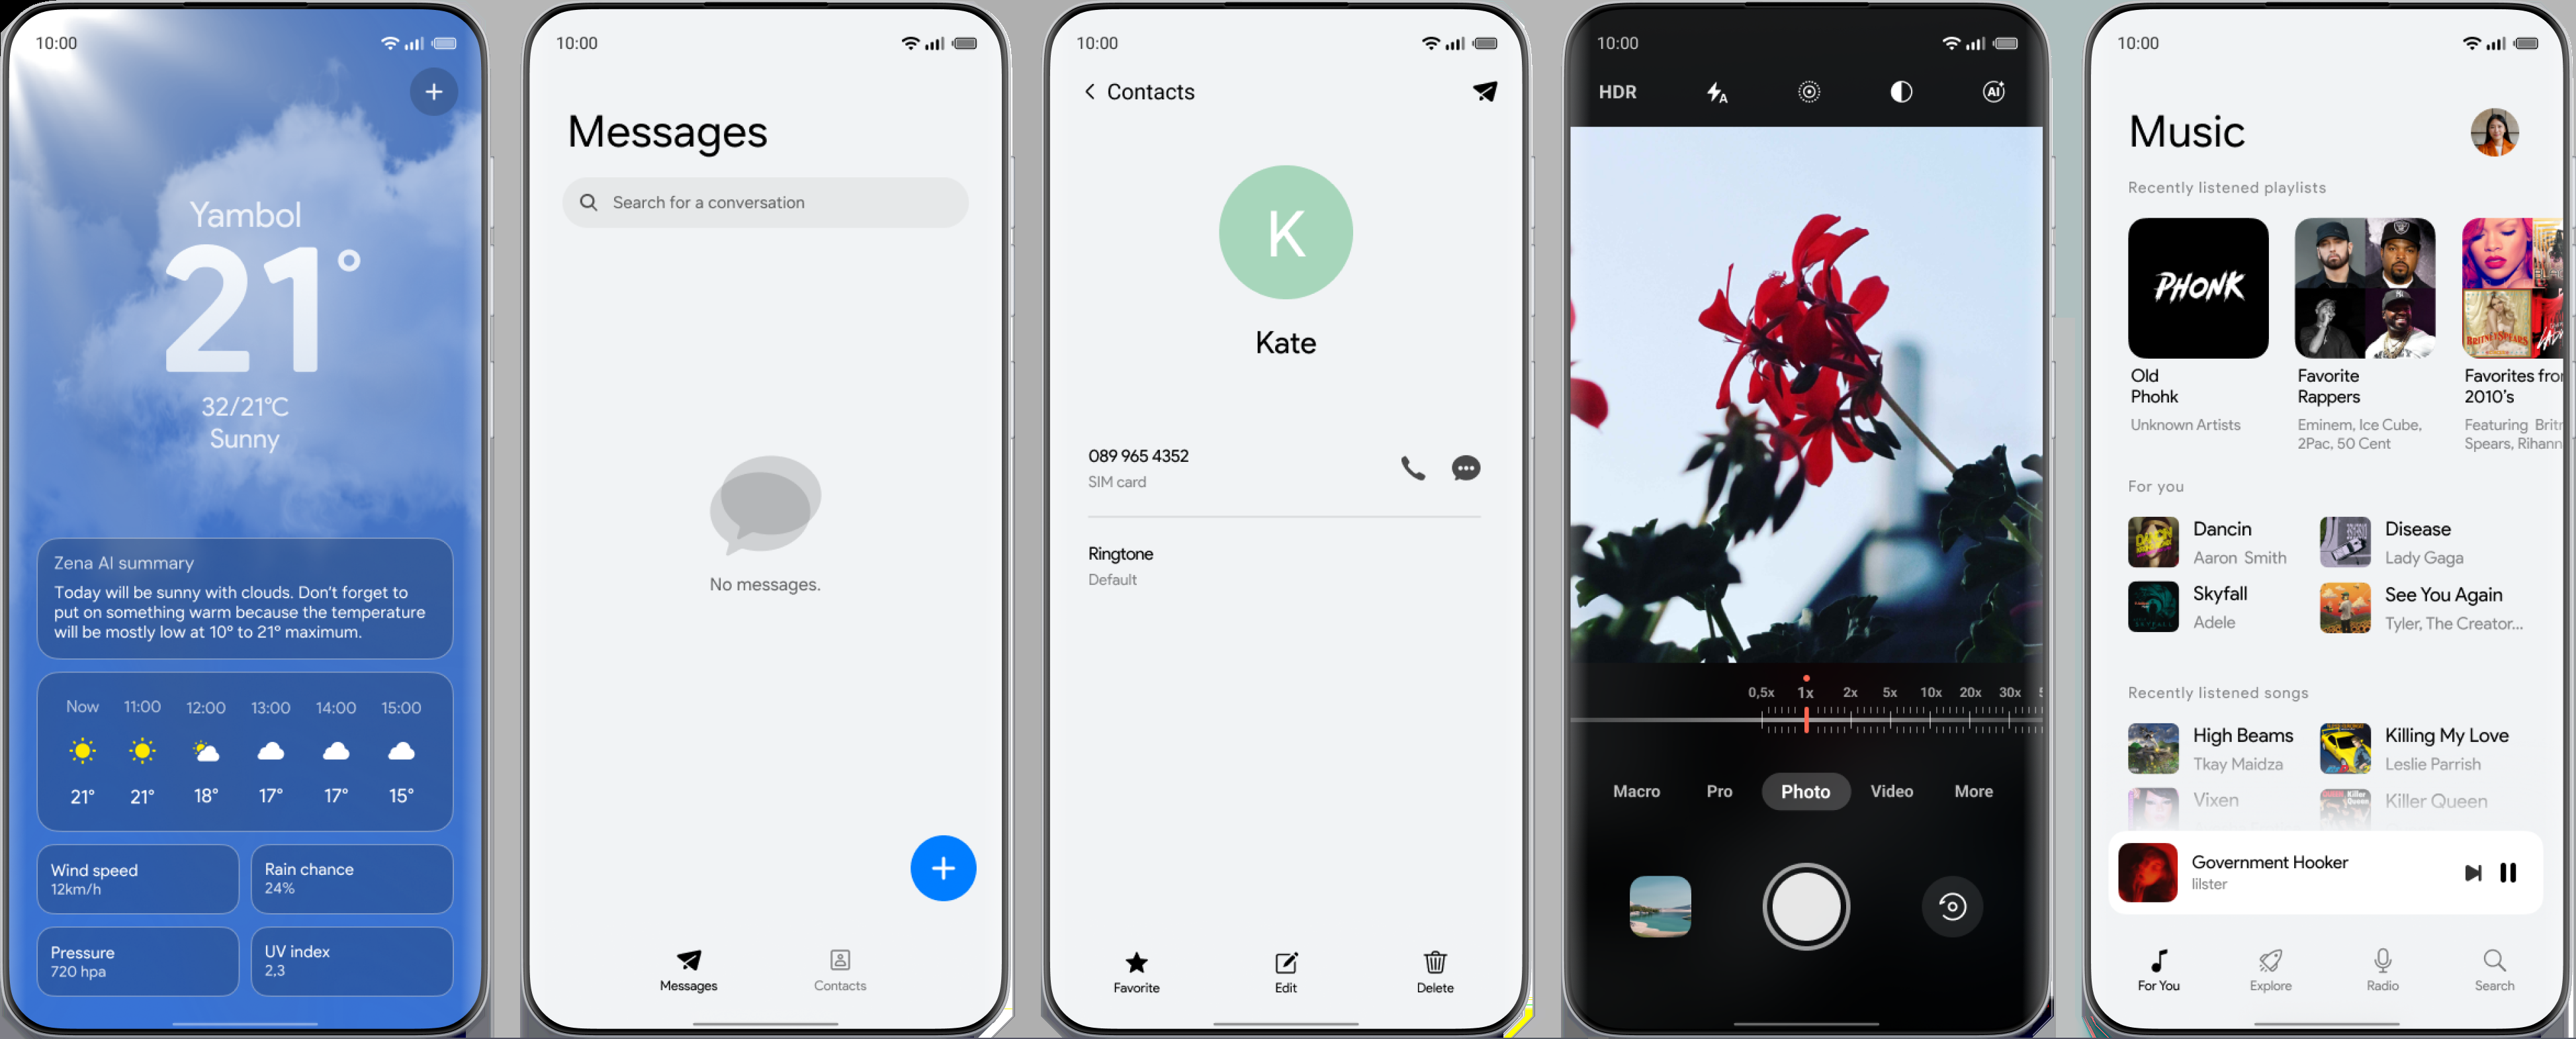 10:00
Yambol
21°
32/21°C
Sunny
Zena AI summary
Today will be sunny with clouds. Don't forget to
put on something warm because the temperature
will be mostly low at 10° to 21° maximum.
Now 11:00 12:00 13:00 14:00 15:00
21° 21° 18° 17° 17° 15°
Wind speed
12km/h
Rain chance
24%
Pressure
720 hpa
UV index
2,3
10:00
Messages
Search for a conversation
No messages.
Messages
Contacts
10:00
Contacts
K
Kate
089 965 4352
SIM card
Ringtone
Default
Favorite
Edit
Delete
10:00
HDR
A
AI
0,5x 1x 2x 5x 10x 20x 30x
Macro Pro Photo Video More
10:00
Music
Recently listened playlists
PHONK
BRITNEY SPEARS
Old
Phohk
Unknown Artists
Favorite
Rappers
Eminem, Ice Cube,
2Pac, 50 Cent
Favorites
2010's
Featuring
Spears,
For you
Dancin
Aaron Smith
Disease
Lady Gaga
Skyfall
Adele
See You Again
Tyler, The Creator...
Recently listened songs
High Beams
Tkay Maidza
Killing My Love
Leslie Parrish
Vixen
Killer Queen
Government Hooker
lilster
For You
Explore
Radio
Search